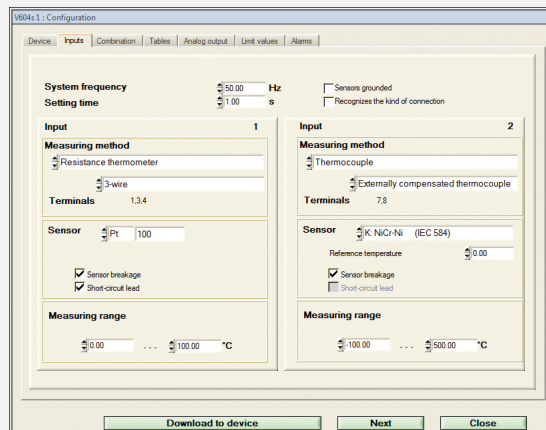 V604s 1 : Configuration
Device Inputs Combination Tables Analog output Limit values Alarms
System frequency 50.00 Hz Sensors grounded
Setting time 1.00 s Recognizes the kind of connection
Input 1
Measuring method
Resistance thermometer
3-wire
Terminals 1,3,4
Sensor Pt 100
Sensor breakage
Short-circuit lead
Measuring range
0.00 ... 100.00 °C
Input 2
Measuring method
Thermocouple
Externally compensated thermocouple
Terminals 7,8
Sensor K: NiCr-Ni (IEC 584)
Reference temperature 0.00
Sensor breakage
Short-circuit lead
Measuring range
-100.00 ... 500.00 °C
Download to device Next Close